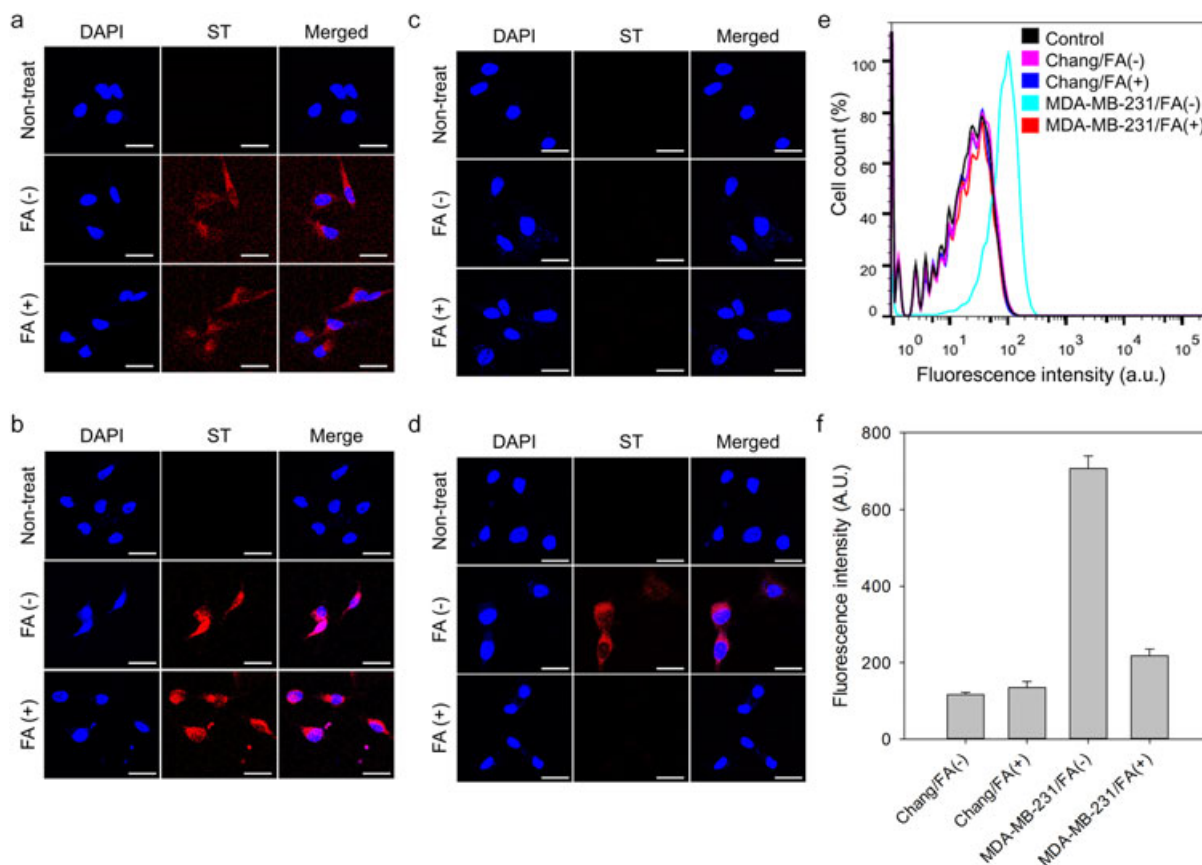 a
DAPI ST Merged
Non-treat
FA (-)
FA (+)
b
DAPI ST Merge
Non-treat
FA (-)
FA (+)
c
DAPI ST Merged
Non-treat
FA (-)
FA (+)
d
DAPI ST Merged
Non-treat
FA (-)
FA (+)
e
Control
Chang/FA(-)
Chang/FA(+)
MDA-MB-231/FA(-)
MDA-MB-231/FA(+)
Cell count (%)
100
80
60
40
20
0
10^0 10^1 10^2 10^3 10^4 10^5
Fluorescence intensity (a.u.)
f
Fluorescence intensity (A.U.)
800
600
400
200
0
Chang/FA(-)
Chang/FA(+)
MDA-MB-231/FA(-)
MDA-MB-231/FA(+)